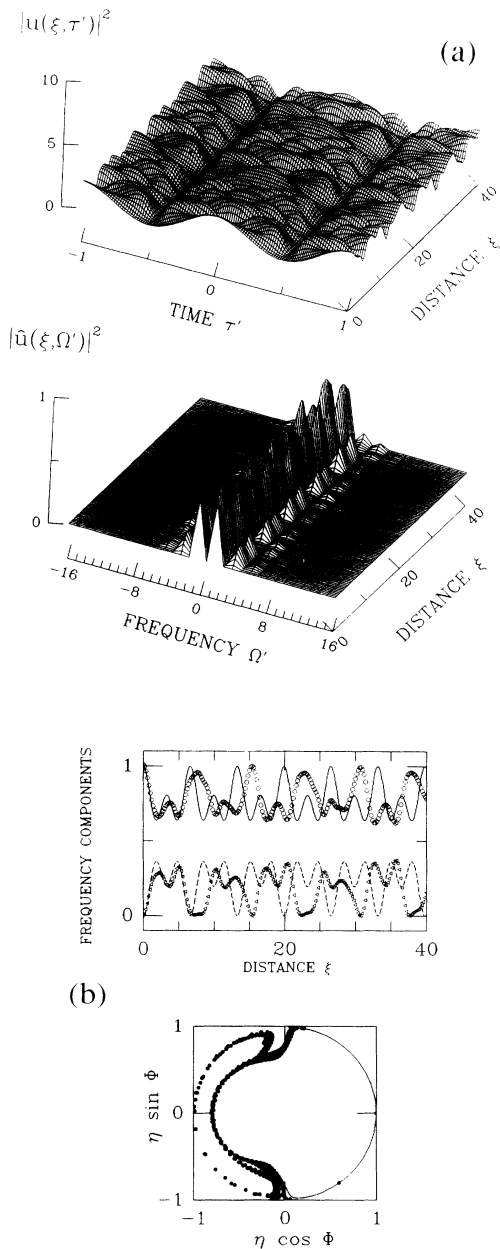 |u(ξ,τ′)|²
(a)
10
5
0
-1
0
1
TIME τ′
0
20
40
DISTANCE ξ
|û(ξ,Ω′)|²
1
0
-16
-8
0
8
16
FREQUENCY Ω′
0
20
40
DISTANCE ξ
FREQUENCY COMPONENTS
1
0
0
20
40
DISTANCE ξ
(b)
η sin Φ
1
0
-1
-1
0
1
η cos Φ